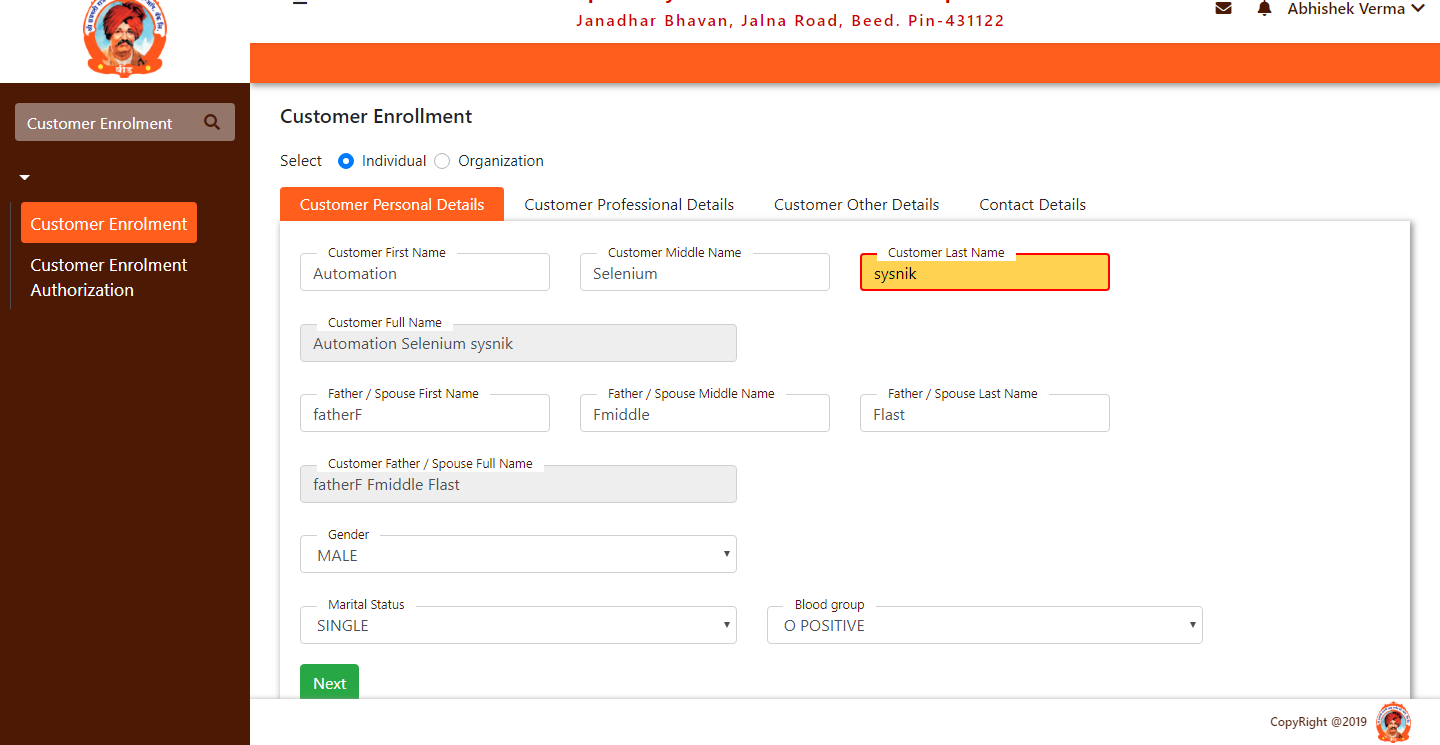 Janadhar Bhavan, Jalna Road, Beed. Pin-431122
Abhishek Verma
बीड
Customer Enrolment
Customer Enrolment
Customer Enrolment
Authorization
Customer Enrollment
Select Individual Organization
Customer Personal Details Customer Professional Details Customer Other Details Contact Details
Customer First Name Customer Middle Name Customer Last Name
Automation Selenium sysnik
Customer Full Name
Automation Selenium sysnik
Father / Spouse First Name Father / Spouse Middle Name Father / Spouse Last Name
fatherF Fmiddle Flast
Customer Father / Spouse Full Name
fatherF Fmiddle Flast
Gender
MALE
Marital Status Blood group
SINGLE O POSITIVE
Next
CopyRight @2019